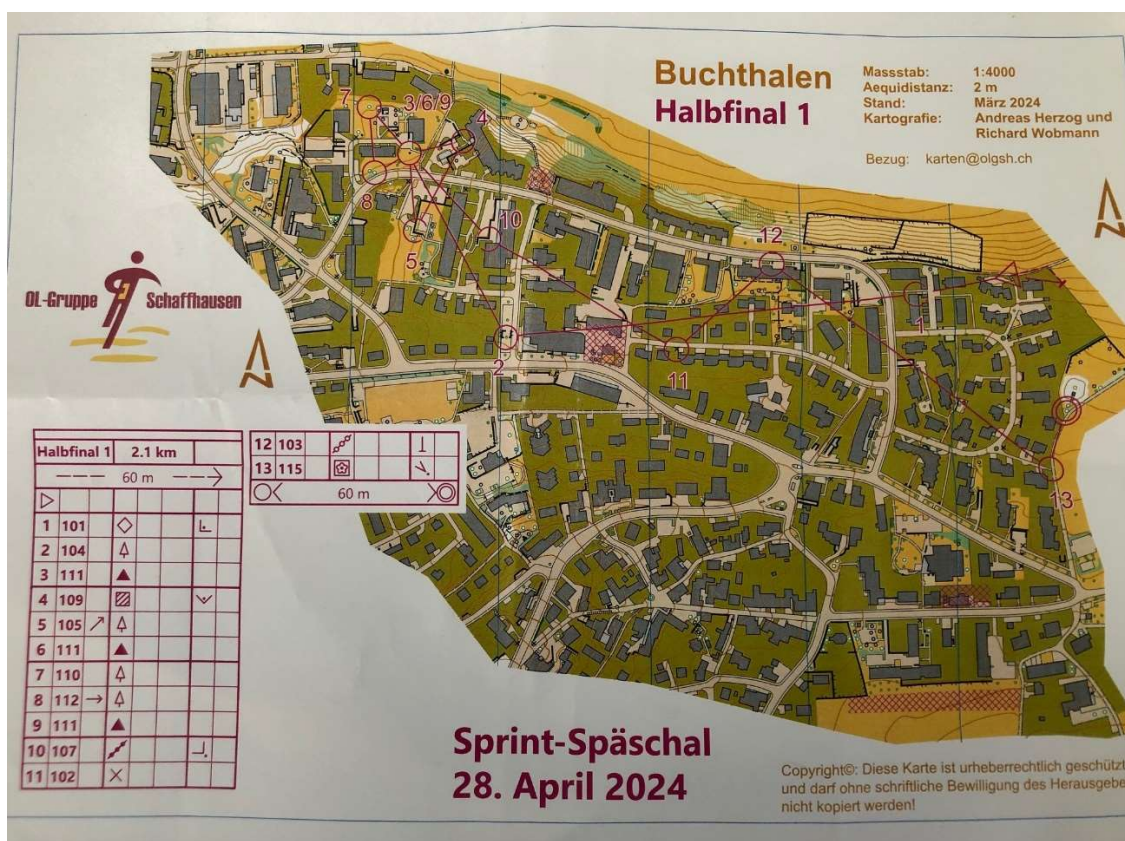 Buchthalen
Halbfinal 1
Massstab: 1:4000
Aequidistanz: 2 m
Stand: März 2024
Kartografie: Andreas Herzog und
Richard Wobmann
Bezug: karten@olgsh.ch
7
3/6/9
4
8
10
5
12
1
2
11
13
OL-Gruppe Schaffhausen
N
N
Halbfinal 1 2.1 km
60 m
1 101
2 104
3 111
4 109
5 105
6 111
7 110
8 112
9 111
10 107
11 102
12 103
13 115
60 m
Sprint-Späschal
28. April 2024
Copyright©: Diese Karte ist urheberrechtlich geschützt
und darf ohne schriftliche Bewilligung des Herausgebe
nicht kopiert werden!